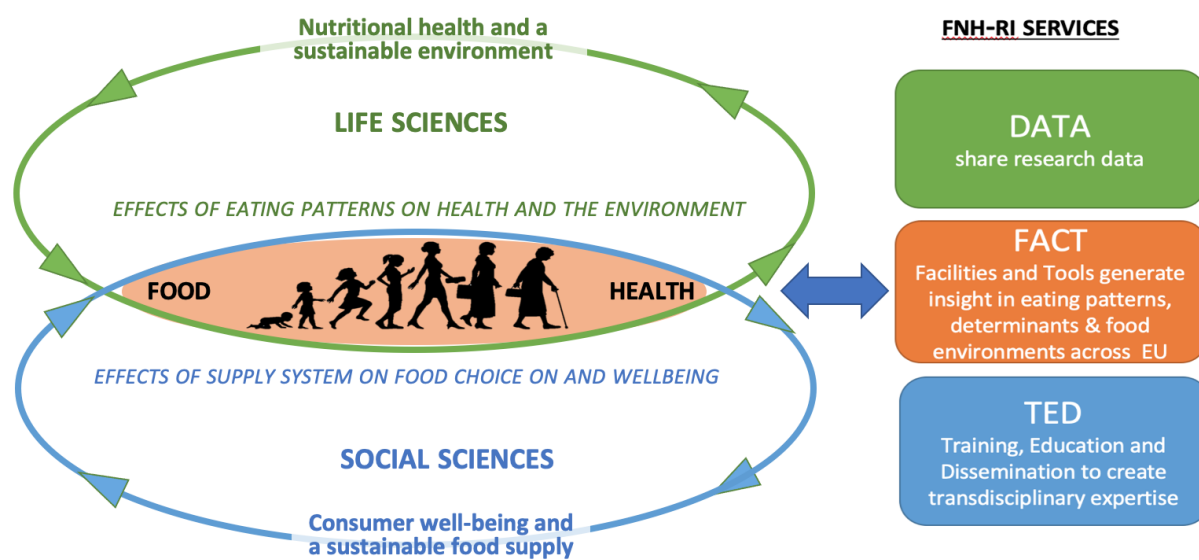 Nutritional health and a
sustainable environment
LIFE SCIENCES
EFFECTS OF EATING PATTERNS ON HEALTH AND THE ENVIRONMENT
FOOD
HEALTH
EFFECTS OF SUPPLY SYSTEM ON FOOD CHOICE ON AND WELLBEING
SOCIAL SCIENCES
Consumer well-being and
a sustainable food supply
FNH-RI SERVICES
DATA
share research data
FACT
Facilities and Tools generate
insight in eating patterns,
determinants & food
environments across EU
TED
Training, Education and
Dissemination to create
transdisciplinary expertise